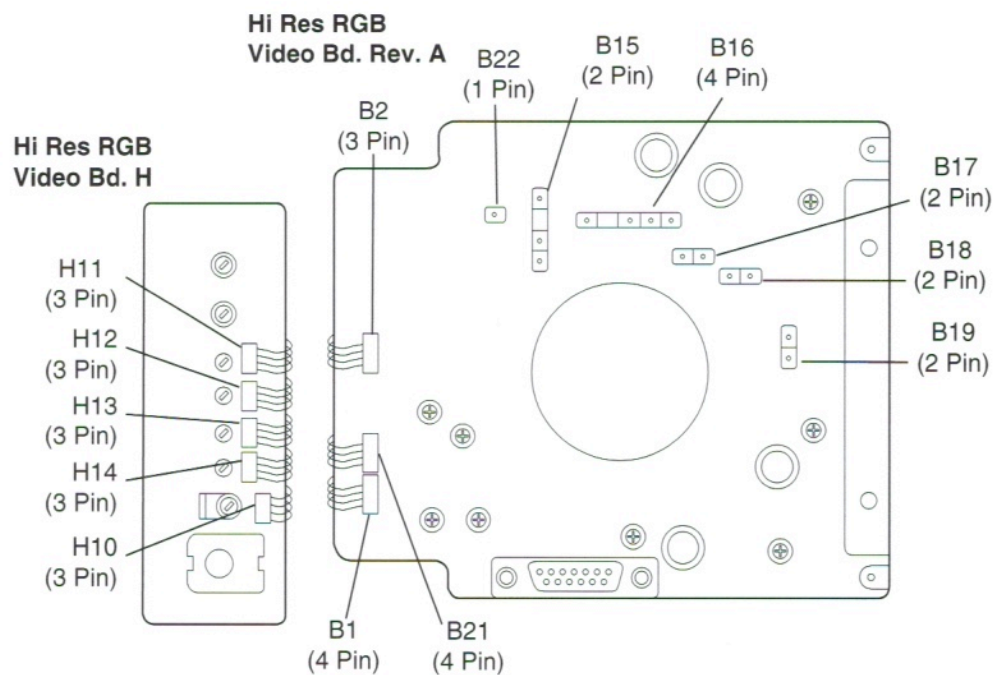 Hi Res RGB
Video Bd. Rev. A
B22
(1 Pin)
B15
(2 Pin)
B16
(4 Pin)
B2
(3 Pin)
Hi Res RGB
Video Bd. H
B17
(2 Pin)
B18
(2 Pin)
B19
(2 Pin)
H11
(3 Pin)
H12
(3 Pin)
H13
(3 Pin)
H14
(3 Pin)
H10
(3 Pin)
B1
(4 Pin)
B21
(4 Pin)